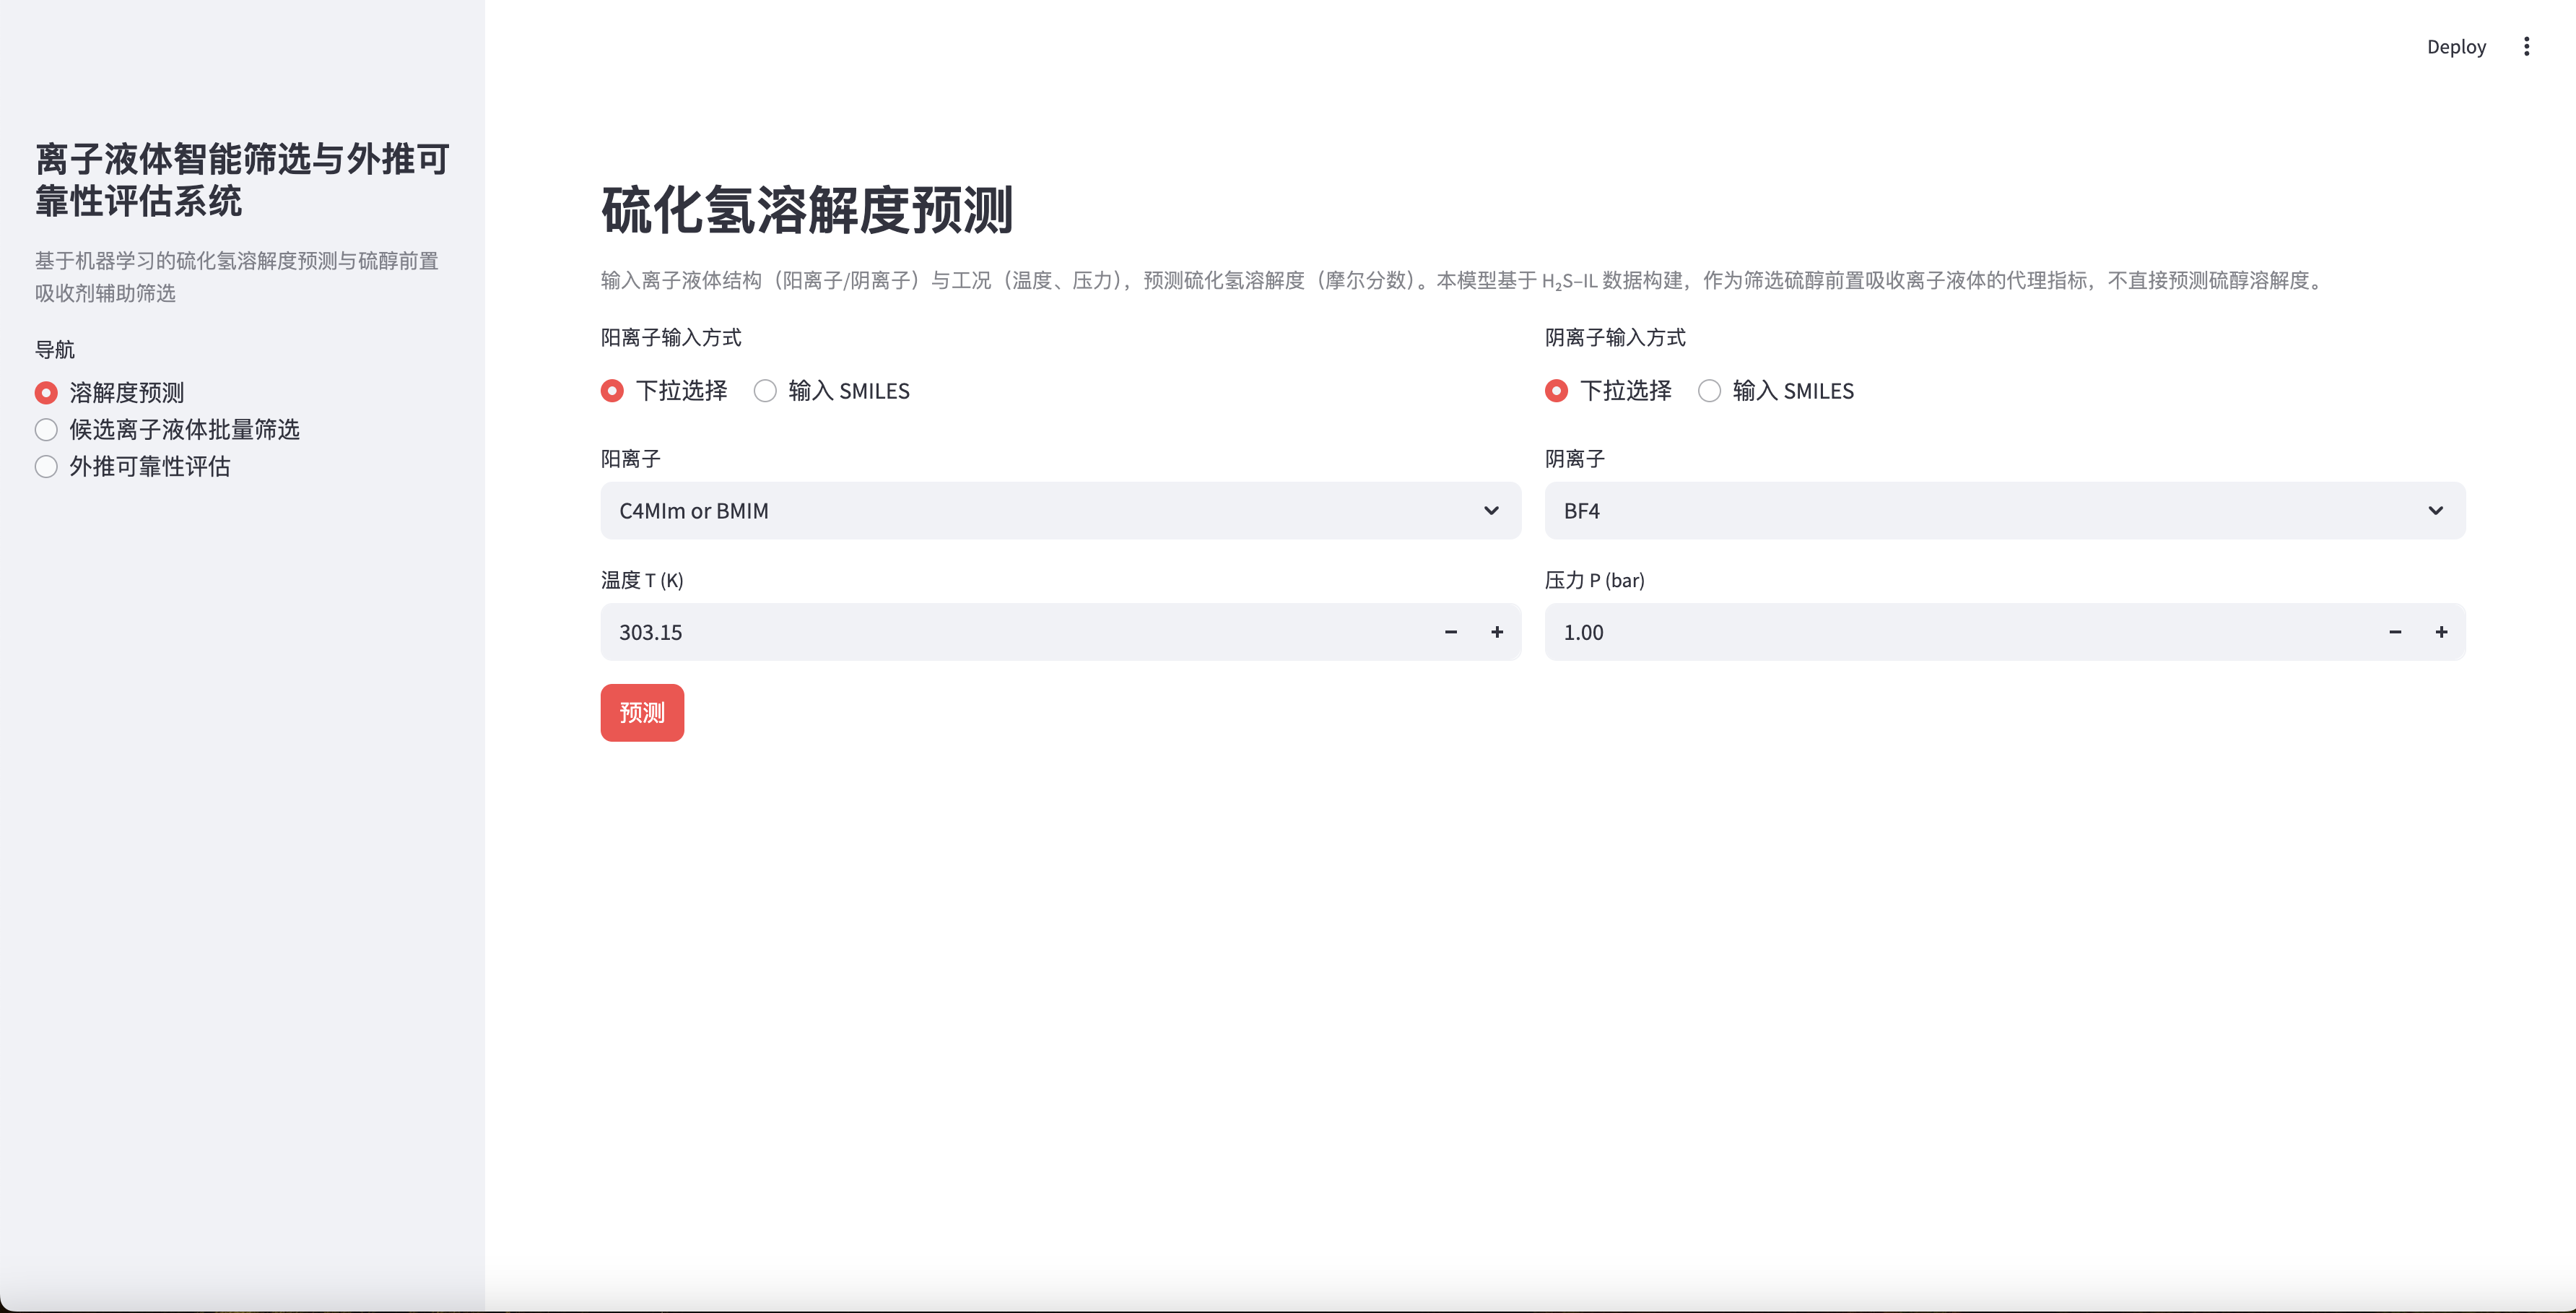 Deploy
离子液体智能筛选与外推可
靠性评估系统
基于机器学习的硫化氢溶解度预测与硫醇前置
吸收剂辅助筛选
导航
溶解度预测
候选离子液体批量筛选
外推可靠性评估
硫化氢溶解度预测
输入离子液体结构（阳离子/阴离子）与工况（温度、压力），预测硫化氢溶解度（摩尔分数）。本模型基于 H₂S–IL 数据构建，作为筛选硫醇前置吸收离子液体的代理指标，不直接预测硫醇溶解度。
阳离子输入方式
下拉选择 输入 SMILES
阳离子
C4MIm or BMIM
温度 T (K)
303.15
阴离子输入方式
下拉选择 输入 SMILES
阴离子
BF4
压力 P (bar)
1.00
预测